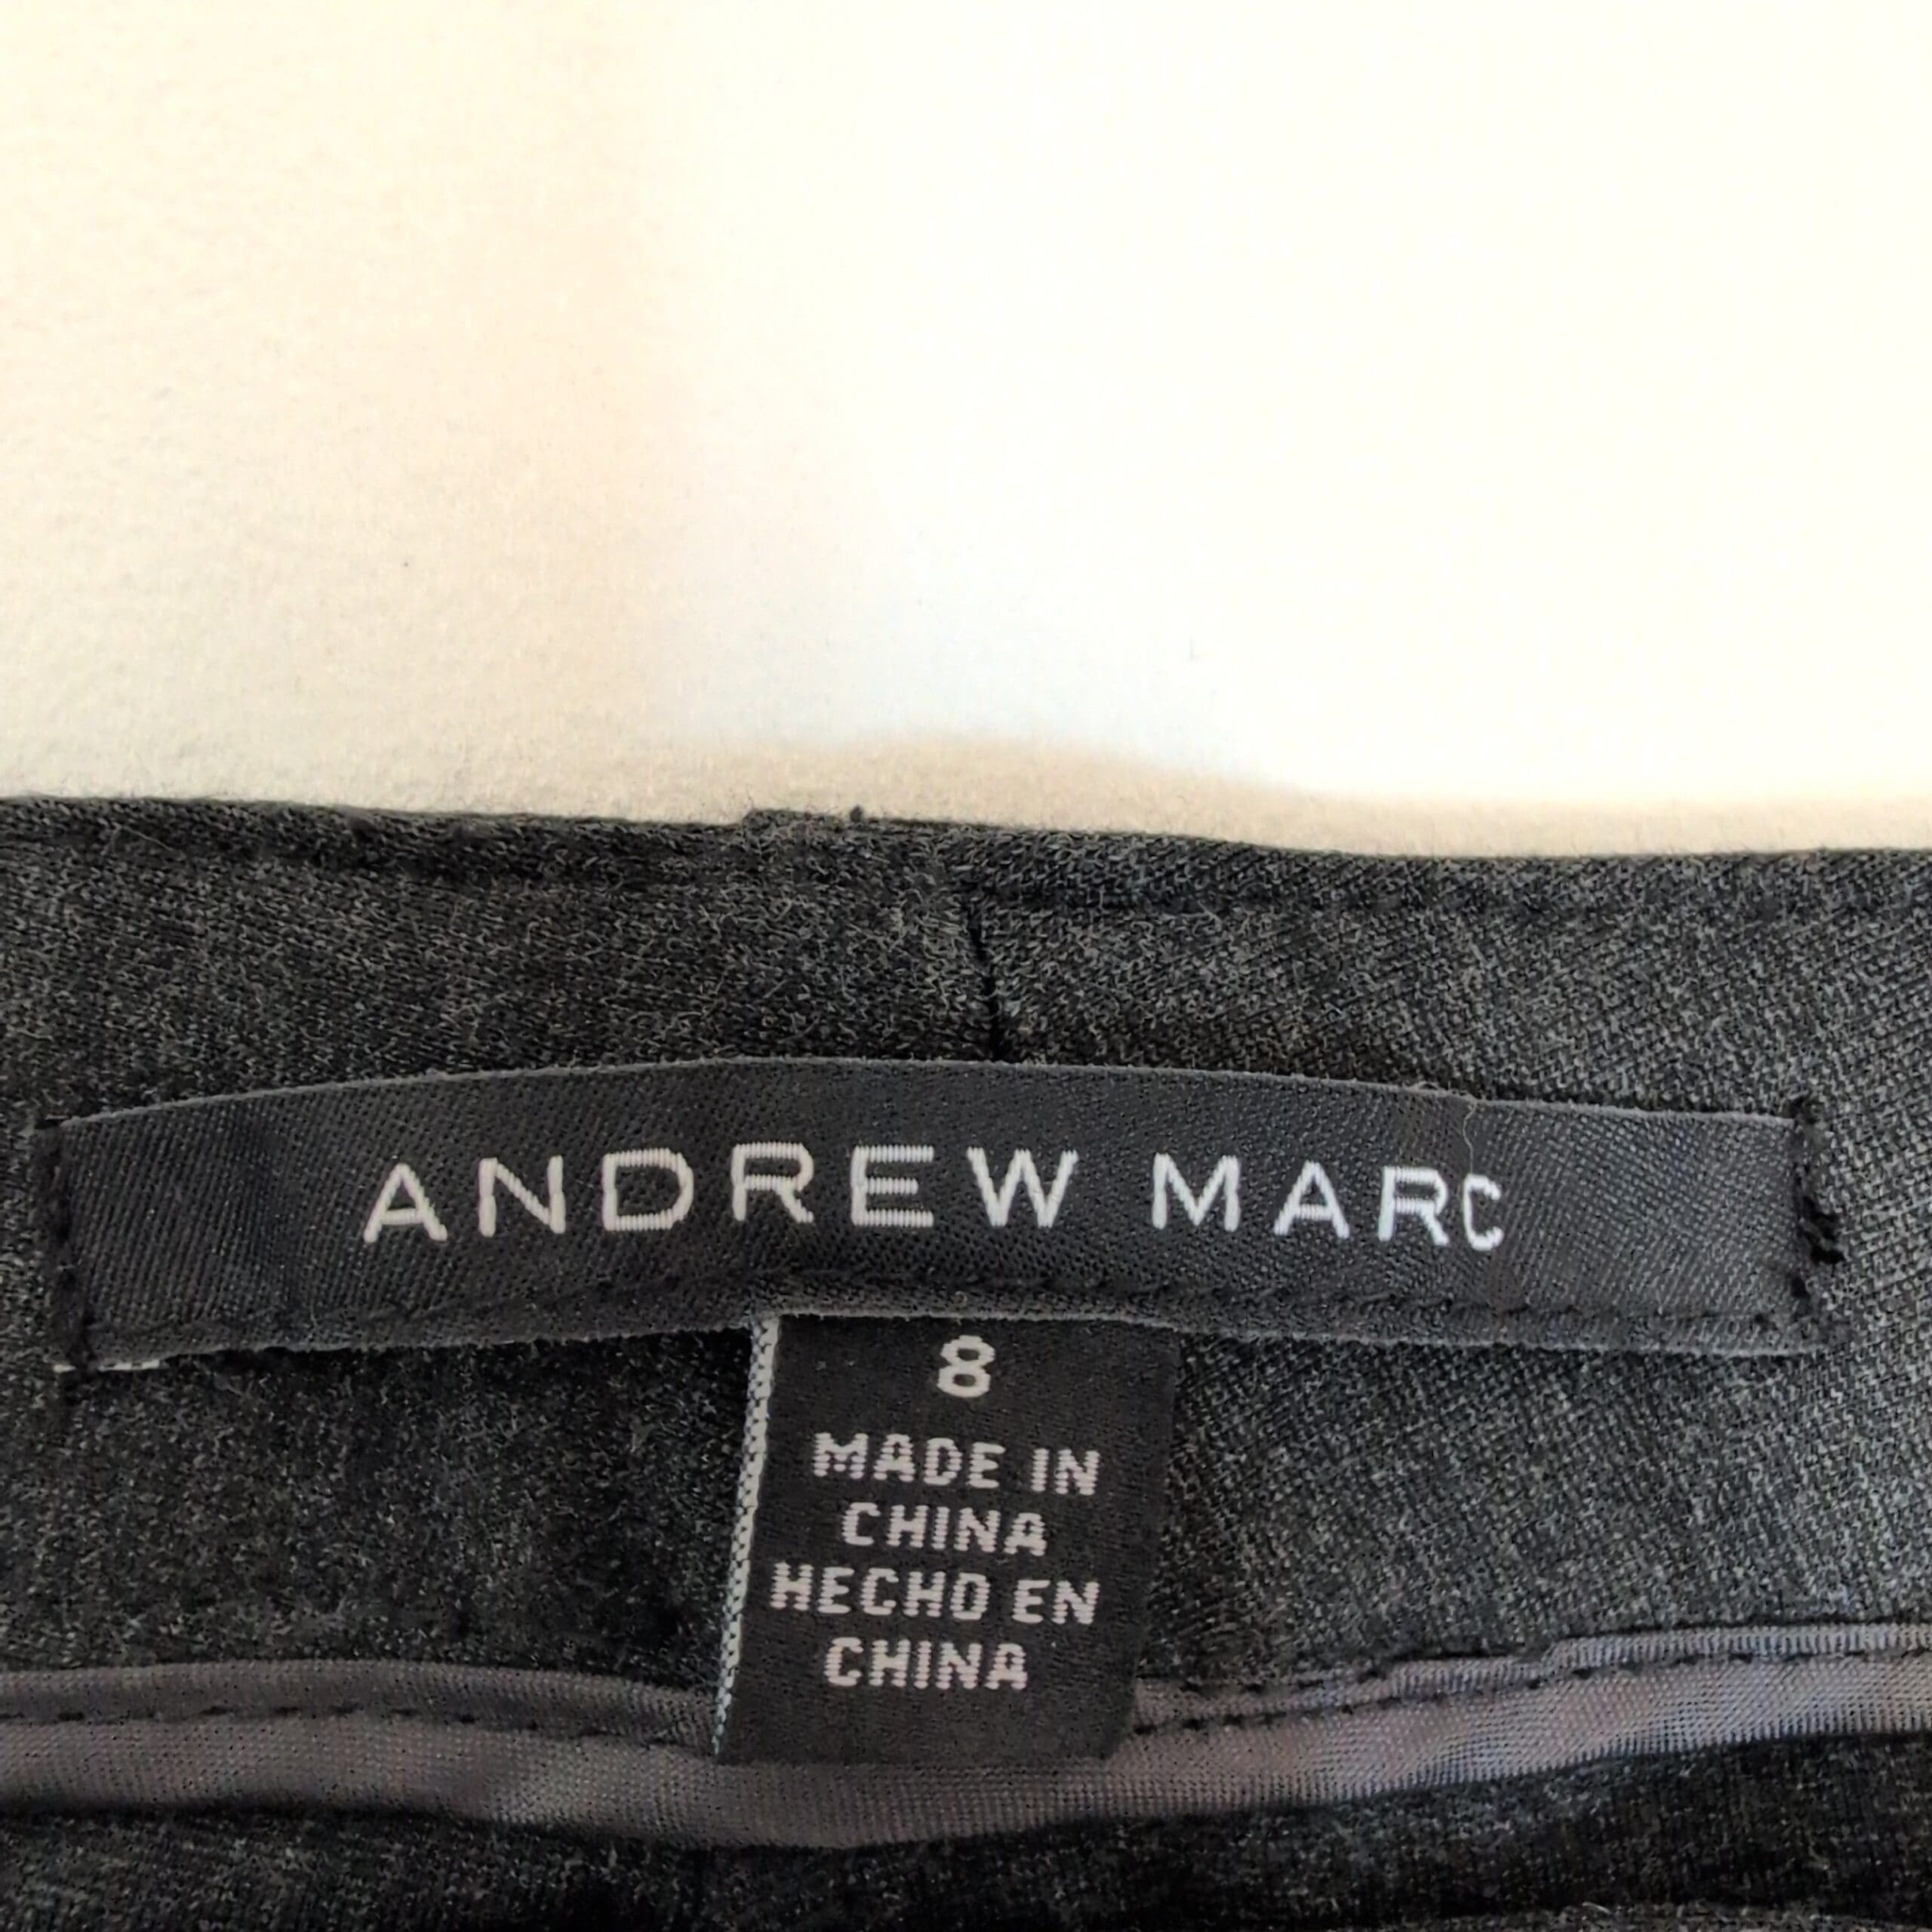 ANDREW MARC
8
MADE IN
CHINA
HECHO EN
CHINA